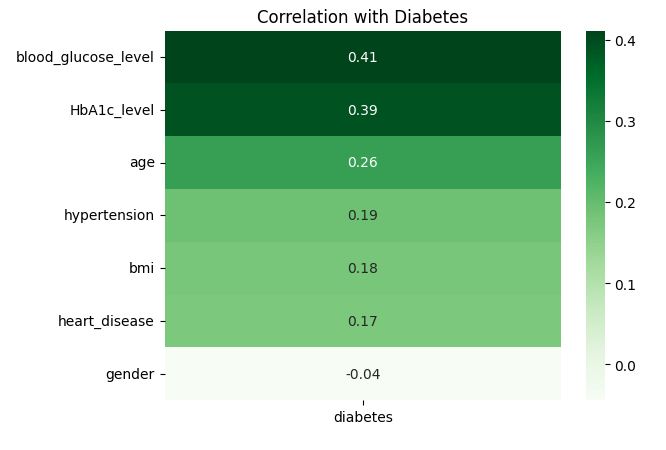 Correlation with Diabetes
blood_glucose_level
0.41
HbA1c_level
0.39
age
0.26
hypertension
0.19
bmi
0.18
heart_disease
0.17
gender
-0.04
diabetes
0.4
0.3
0.2
0.1
0.0